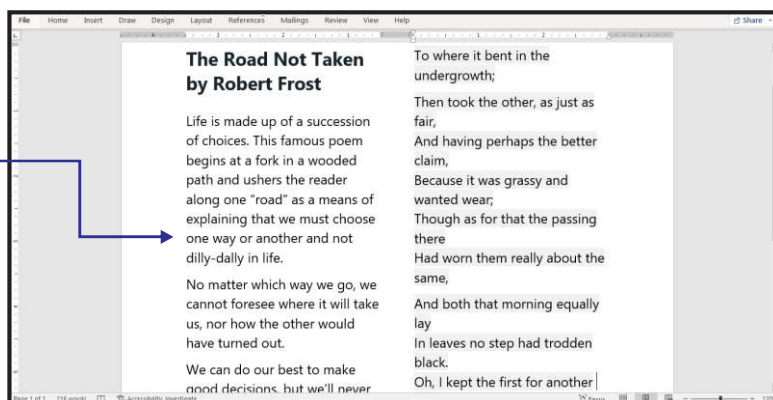 File Home Insert Draw Design Layout References Mailings Review View Help Share
The Road Not Taken
by Robert Frost
Life is made up of a succession
of choices. This famous poem
begins at a fork in a wooded
path and ushers the reader
along one "road" as a means of
explaining that we must choose
one way or another and not
dilly-dally in life.
No matter which way we go, we
cannot foresee where it will take
us, nor how the other would
have turned out.
We can do our best to make
good decisions, but we'll never
To where it bent in the
undergrowth;
Then took the other, as just as
fair,
And having perhaps the better
claim,
Because it was grassy and
wanted wear;
Though as for that the passing
there
Had worn them really about the
same,
And both that morning equally
lay
In leaves no step had trodden
black.
Oh, I kept the first for another
Page 1 of 1 216 words Accessibility: Investigate Focus